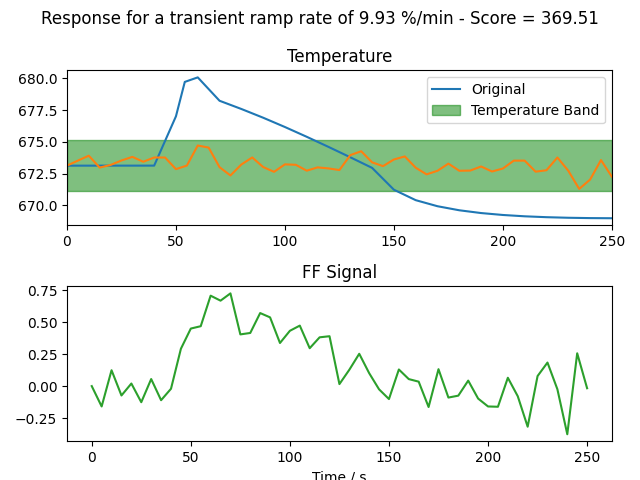 Response for a transient ramp rate of 9.93 %/min - Score = 369.51
Temperature
680.0
677.5
675.0
672.5
670.0
Original
Temperature Band
0 50 100 150 200 250
FF Signal
0.75
0.50
0.25
0.00
−0.25
0 50 100 150 200 250
Time / s